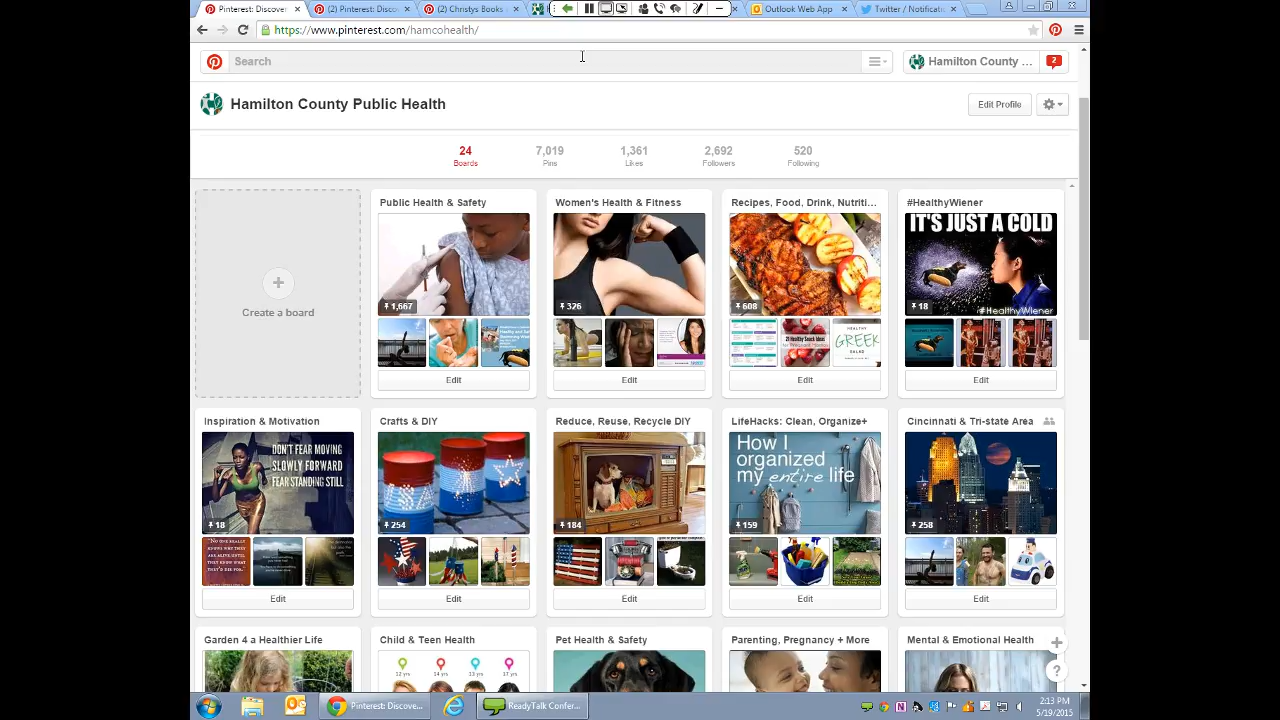 Pinterest: Discover
(2) Pinterest: Discov
(2) Christys Books
Outlook Web App
Twitter / Notificati
https://www.pinterest.com/hamcohealth/
Search
Hamilton County ...
2
Hamilton County Public Health
Edit Profile
24
7,019
1,361
2,692
520
Boards
Pins
Likes
Followers
Following
Create a board
Public Health & Safety
1,667
Edit
Women's Health & Fitness
326
Edit
Recipes, Food, Drink, Nutriti...
608
21 Healthy Snack Ideas
HEALTHY
GREEK
SALAD
Edit
#HealthyWiener
IT'S JUST A COLD
#HealthyWiener
18
Edit
Inspiration & Motivation
DON'T FEAR MOVING
SLOWLY FORWARD
FEAR STANDING STILL
18
Edit
Crafts & DIY
254
Edit
Reduce, Reuse, Recycle DIY
184
Edit
LifeHacks: Clean, Organize+
How I
organized
my entire life
159
Edit
Cincinnati & Tri-state Area
258
Edit
Garden 4 a Healthier Life
Child & Teen Health
Pet Health & Safety
Parenting, Pregnancy + More
Mental & Emotional Health
?
Pinterest: Discove...
ReadyTalk Confer...
2:13 PM
5/19/2015